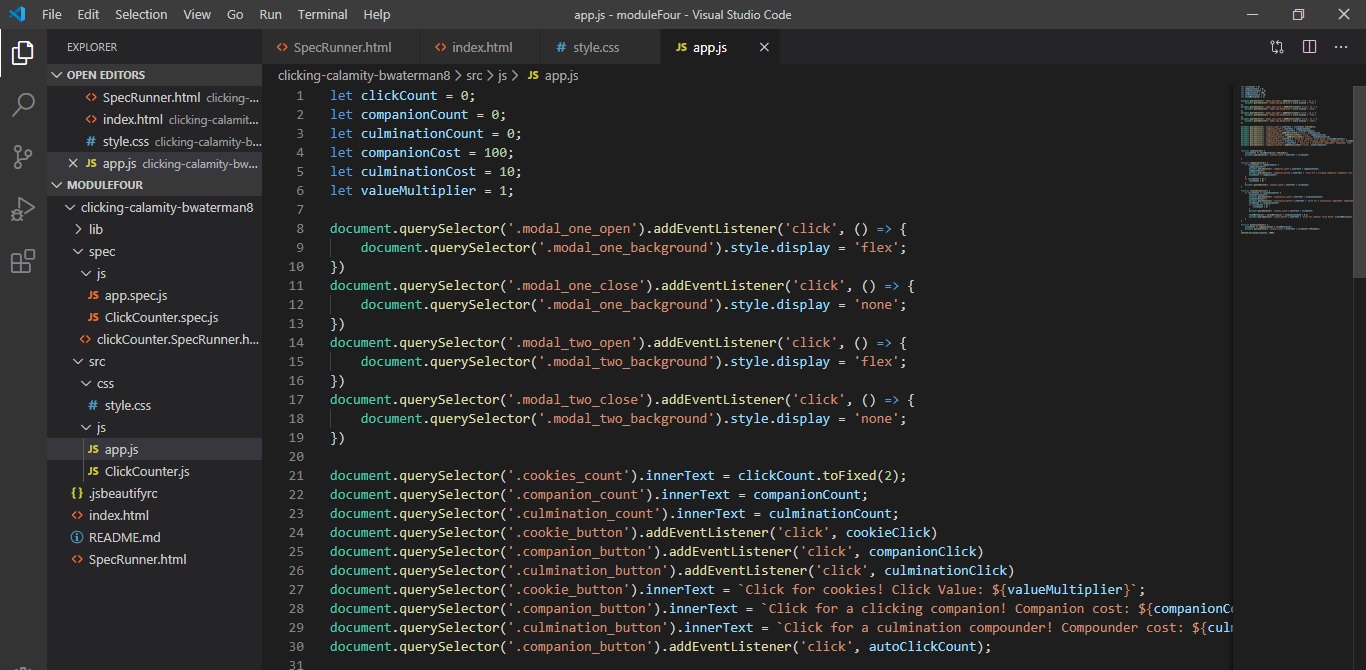 File Edit Selection View Go Run Terminal Help app.js - moduleFour - Visual Studio Code
EXPLORER
OPEN EDITORS
SpecRunner.html clicking-...
index.html clicking-calamit...
style.css clicking-calamity-b...
JS app.js clicking-calamity-bw...
MODULEFOUR
clicking-calamity-bwaterman8
lib
spec
js
JS app.spec.js
JS ClickCounter.spec.js
clickCounter.SpecRunner.h...
src
css
# style.css
js
JS app.js
JS ClickCounter.js
{} .jsbeautifyrc
<> index.html
README.md
<> SpecRunner.html
<> SpecRunner.html <> index.html # style.css JS app.js
clicking-calamity-bwaterman8 > src > js > JS app.js
1 let clickCount = 0;
2 let companionCount = 0;
3 let culminationCount = 0;
4 let companionCost = 100;
5 let culminationCost = 10;
6 let valueMultiplier = 1;
7
8 document.querySelector('.modal_one_open').addEventListener('click', () => {
9 document.querySelector('.modal_one_background').style.display = 'flex';
10 })
11 document.querySelector('.modal_one_close').addEventListener('click', () => {
12 document.querySelector('.modal_one_background').style.display = 'none';
13 })
14 document.querySelector('.modal_two_open').addEventListener('click', () => {
15 document.querySelector('.modal_two_background').style.display = 'flex';
16 })
17 document.querySelector('.modal_two_close').addEventListener('click', () => {
18 document.querySelector('.modal_two_background').style.display = 'none';
19 })
20
21 document.querySelector('.cookies_count').innerText = clickCount.toFixed(2);
22 document.querySelector('.companion_count').innerText = companionCount;
23 document.querySelector('.culmination_count').innerText = culminationCount;
24 document.querySelector('.cookie_button').addEventListener('click', cookieClick)
25 document.querySelector('.companion_button').addEventListener('click', companionClick)
26 document.querySelector('.culmination_button').addEventListener('click', culminationClick)
27 document.querySelector('.cookie_button').innerText = `Click for cookies! Click Value: ${valueMultiplier}`;
28 document.querySelector('.companion_button').innerText = `Click for a clicking companion! Companion cost: ${companionCo
29 document.querySelector('.culmination_button').innerText = `Click for a culmination compounder! Compounder cost: ${culm
30 document.querySelector('.companion_button').addEventListener('click', autoClickCount);
31